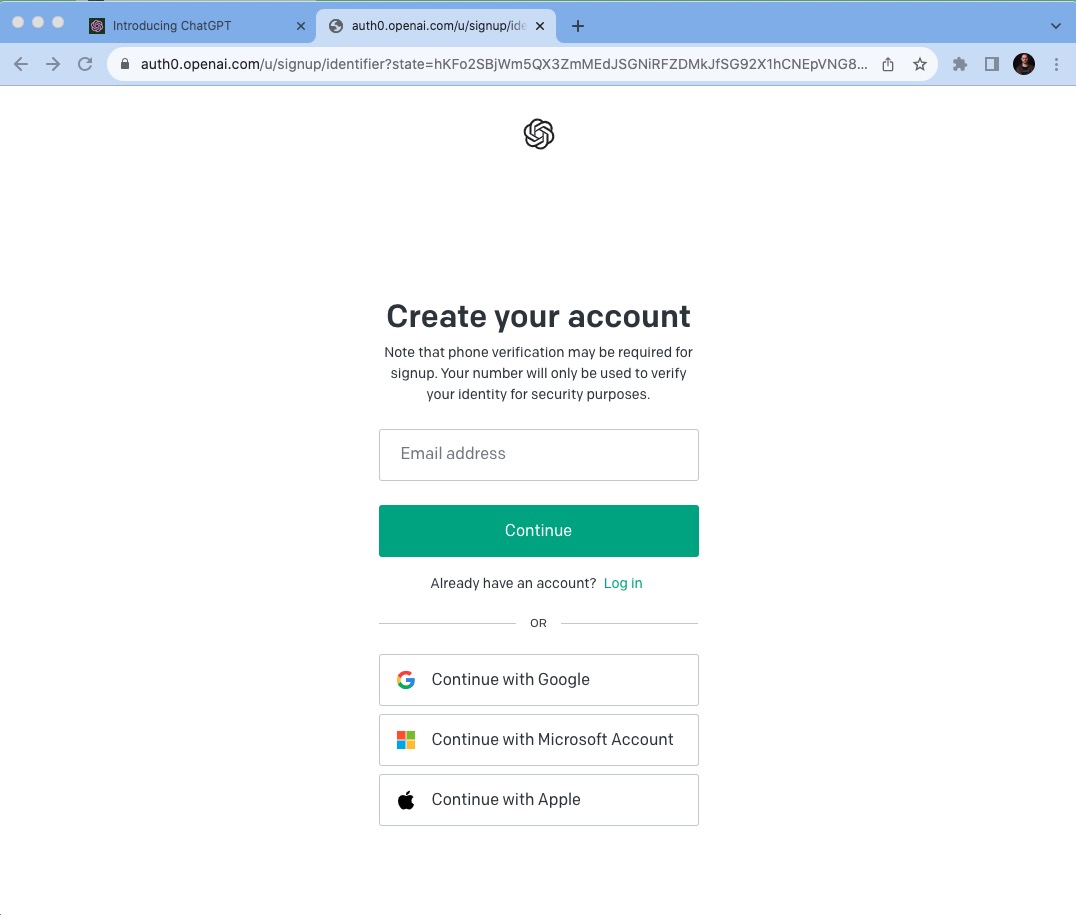 Introducing ChatGPT
auth0.openai.com/u/signup/ide
auth0.openai.com/u/signup/identifier?state=hKFo2SBjWm5QX3ZmMEdJSGNiRFZDMkJfSG92X1hCNEpVNG8...
Create your account
Note that phone verification may be required for
signup. Your number will only be used to verify
your identity for security purposes.
Email address
Continue
Already have an account? Log in
OR
Continue with Google
Continue with Microsoft Account
Continue with Apple